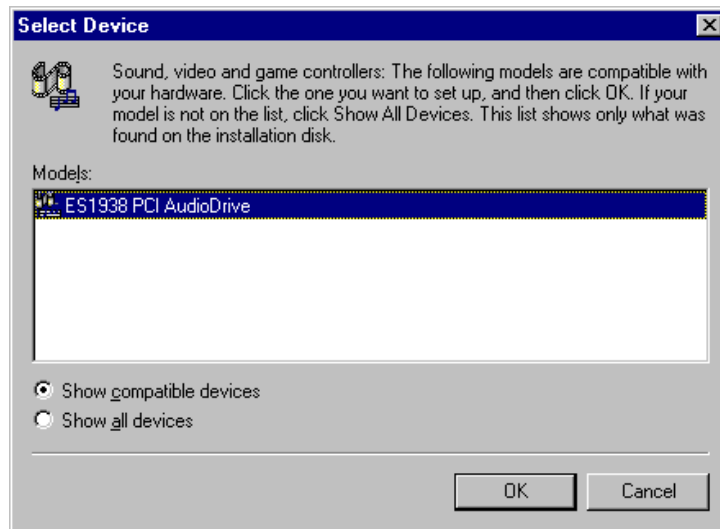 Select Device
Sound, video and game controllers: The following models are compatible with
your hardware. Click the one you want to set up, and then click OK. If your
model is not on the list, click Show All Devices. This list shows only what was
found on the installation disk.
Models:
ES1938 PCI AudioDrive
Show compatible devices
Show all devices
OK
Cancel